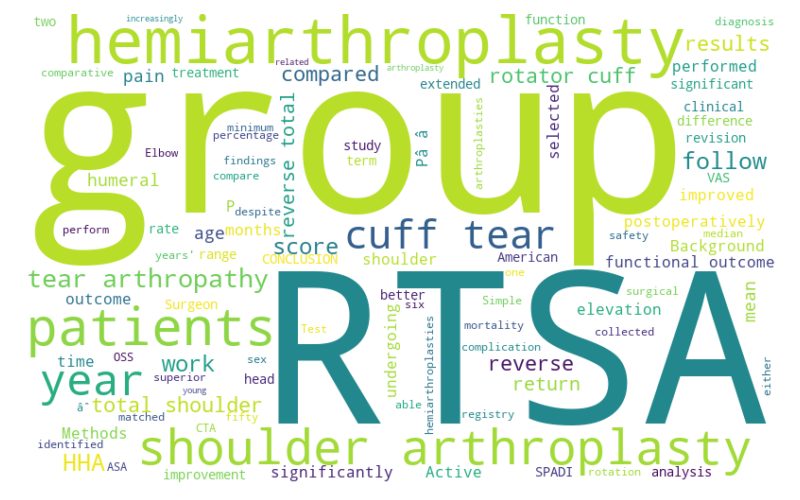 two
increasingly
hemiarthroplasty
function
diagnosis
related
arthroplasty
results
comparative
pain
treatment
compared
extended
rotator cuff
performed
significant
group
reverse total
minimum
percentage
findings
compare
study
term
Pâ â
arthroplasties
selected
clinical
difference
revision
follow
VAS
Elbow
humeral
improved
P
despite
perform
rate
age
months
score
cuff tear
postoperatively
safety
median
Background
years'
range
CONCLUSION
shoulder
American
one
functional outcome
tear arthropathy
outcome
Surgeon
undergoing
better
six
Simple
RTSA
elevation
surgical
mean
patients
Test
hemiarthroplasties
mortality
complication
collected
either
time
OSS
work
sex
reverse
year
superior
head
return
young
able
registry
â^
total shoulder
matched
fifty
Methods
CTA
shoulder arthroplasty
identified
HHA
ASA
improvement
significantly
Active
SPADI
rotation
analysis